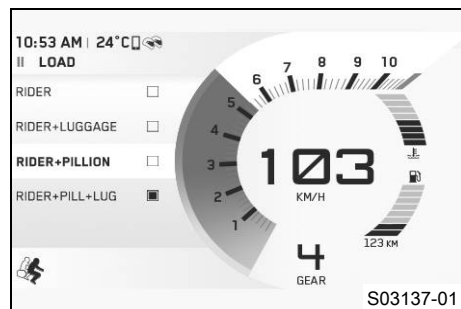 10:53 AM | 24°C
II LOAD
RIDER
RIDER+LUGGAGE
RIDER+PILLION
RIDER+PILL+LUG
1
2
3
4
5
6
7
8
9
10
103
KM/H
123 KM
4
GEAR
S03137-01